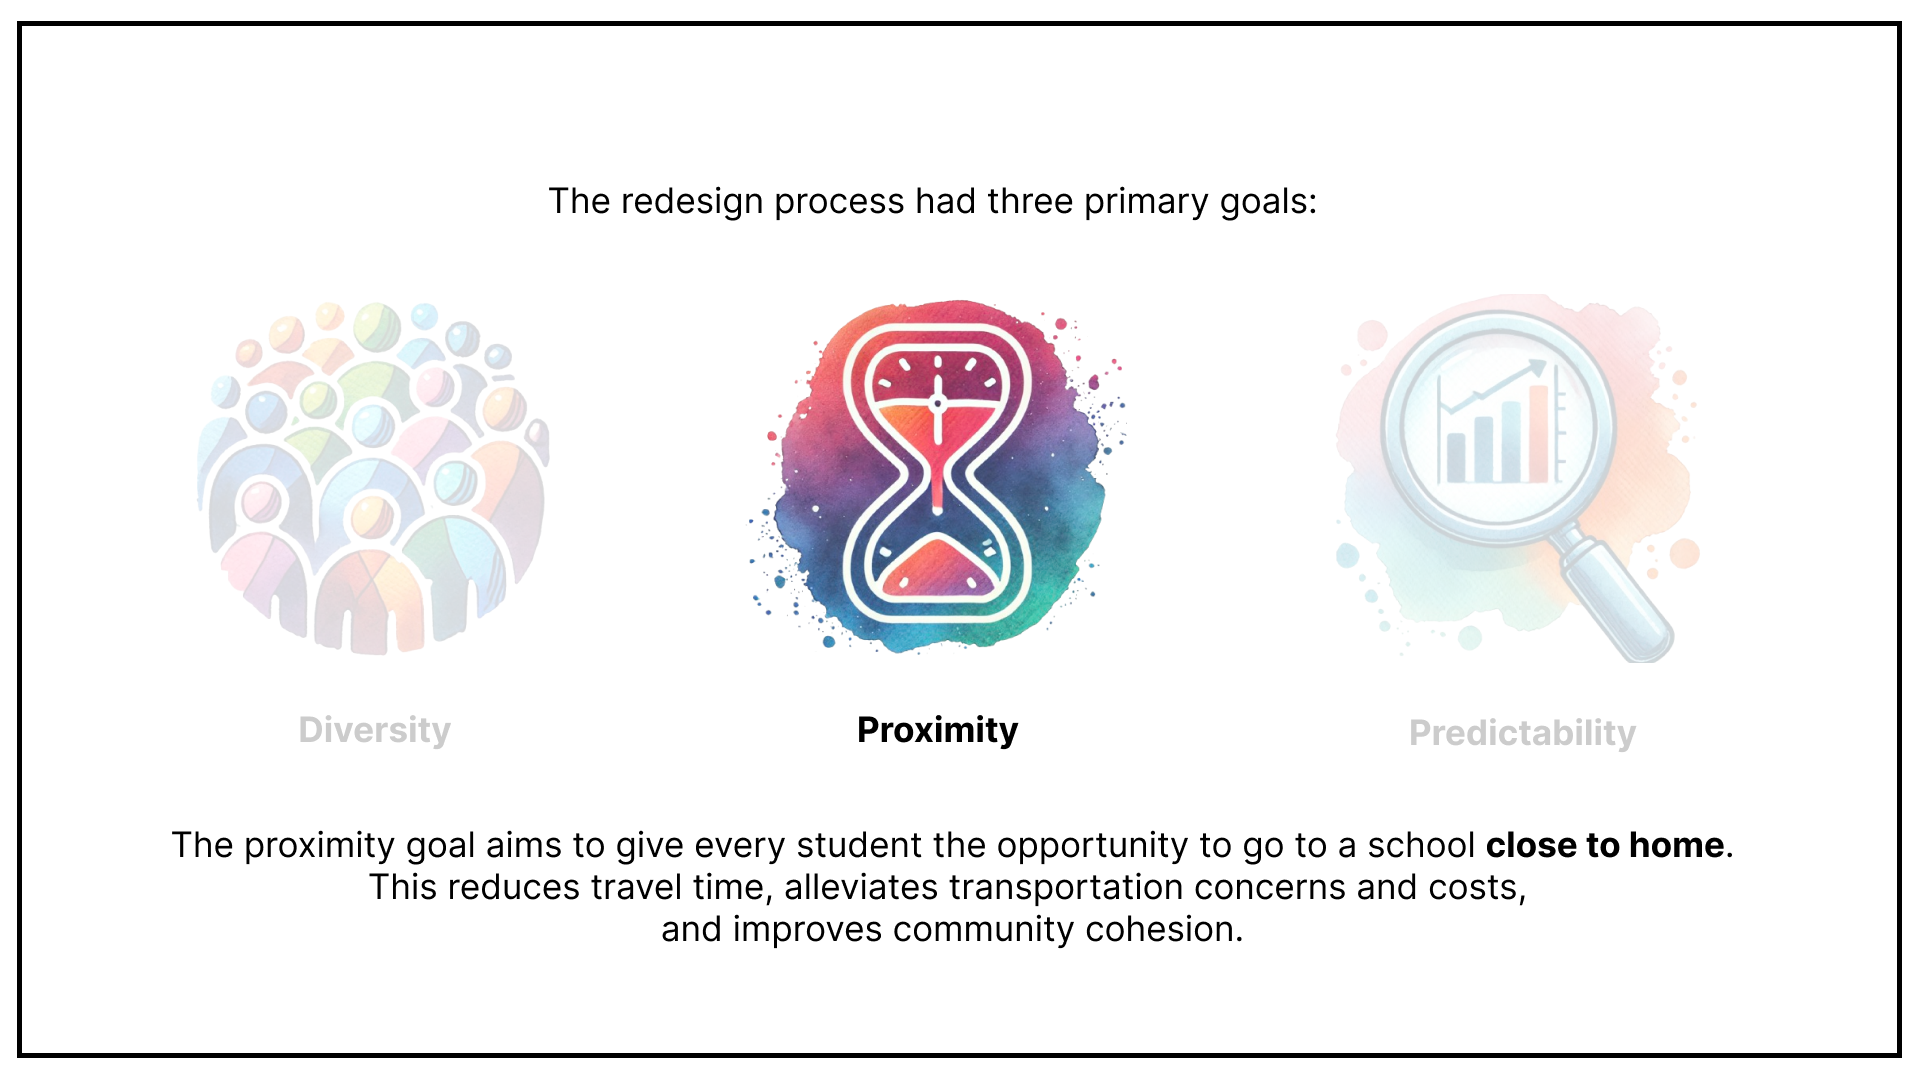 The redesign process had three primary goals:
Diversity
Proximity
Predictability
The proximity goal aims to give every student the opportunity to go to a school close to home.
This reduces travel time, alleviates transportation concerns and costs,
and improves community cohesion.